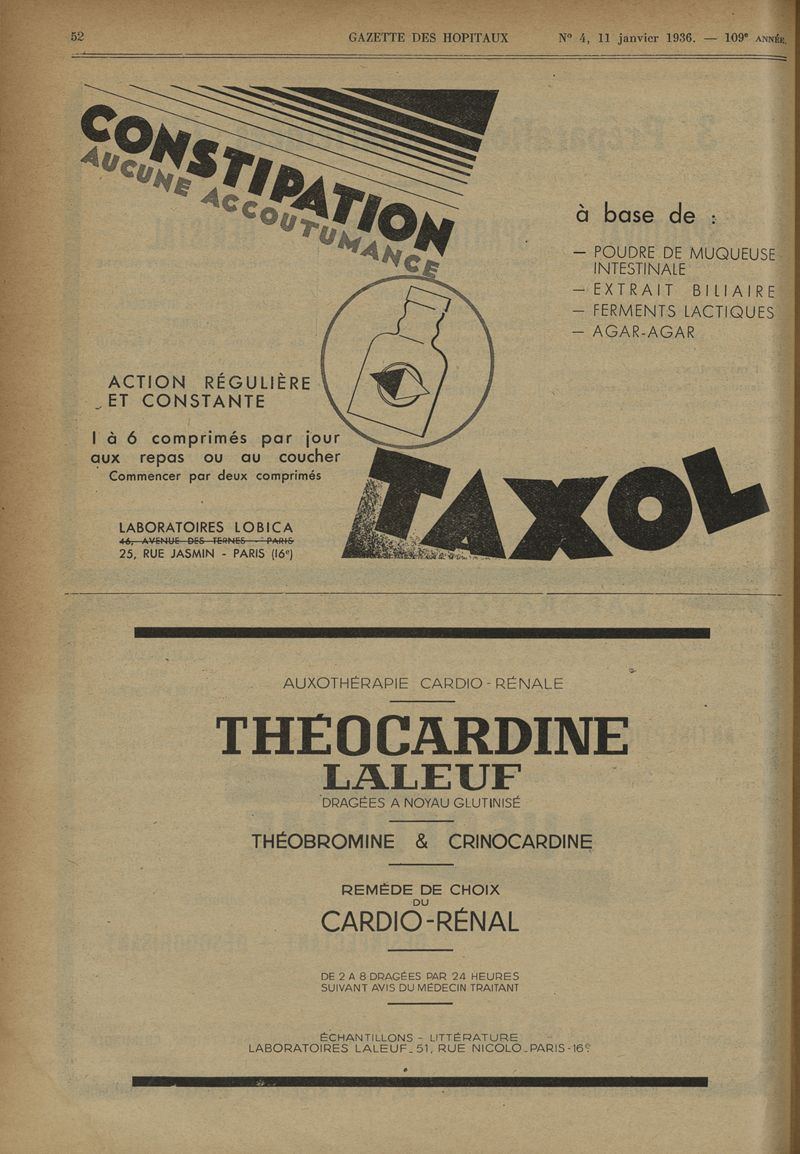 52
GAZETTE DES HOPITAUX
Nº 4, 11 janvier 1936. — 109e ANNÉE.
CONSTIPATION
AUCUNE ACCOUTUMANCE
à base de :
— POUDRE DE MUQUEUSE
INTESTINALE
— EXTRAIT BILIAIRE
— FERMENTS LACTIQUES
— AGAR-AGAR
ACTION RÉGULIÈRE
ET CONSTANTE
1 à 6 comprimés par jour
aux repas ou au coucher
Commencer par deux comprimés
TAXOL
LABORATOIRES LOBICA
46, AVENUE DES TERNES - PARIS
25, RUE JASMIN - PARIS (16e)
AUXOTHÉRAPIE CARDIO-RÉNALE
THÉOCARDINE
LALEUF
DRAGÉES A NOYAU GLUTINISÉ
THÉOBROMINE & CRINOCARDINE
REMÈDE DE CHOIX
DU
CARDIO-RÉNAL
DE 2 A 8 DRAGÉES PAR 24 HEURES
SUIVANT AVIS DU MÉDECIN TRAITANT
ÉCHANTILLONS - LITTÉRATURE
LABORATOIRES LALEUF_51, RUE NICOLO_PARIS-16e